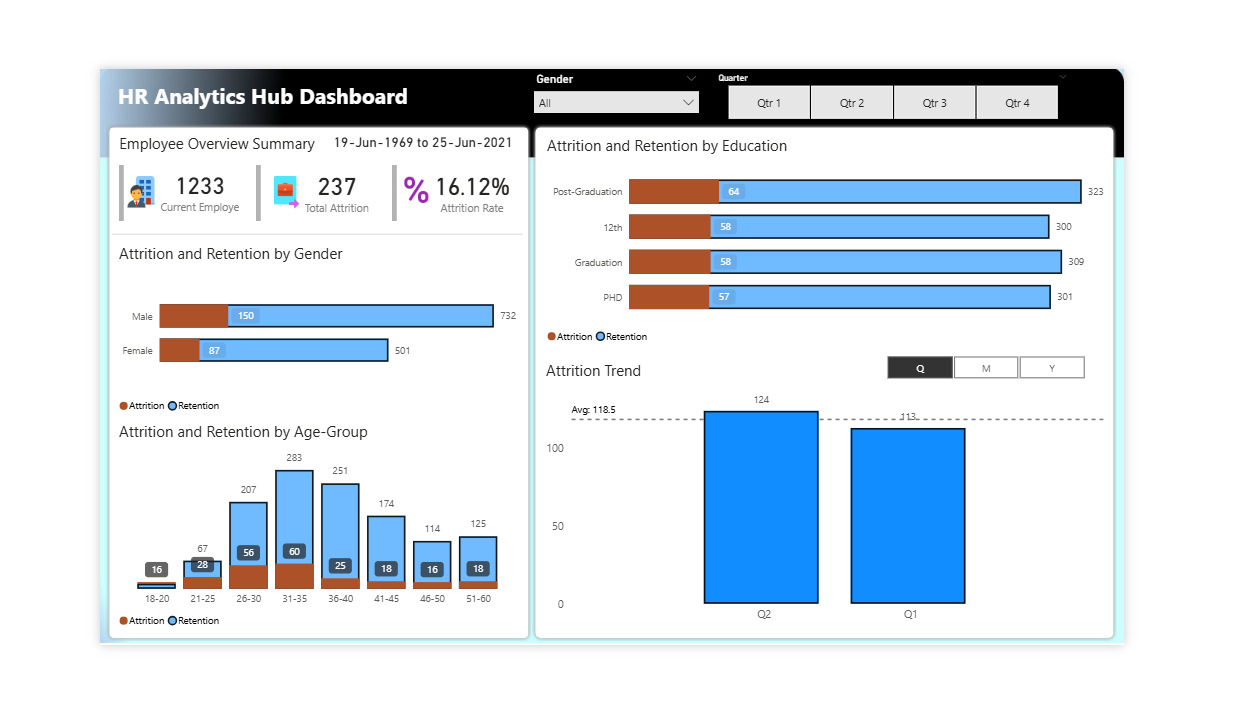 HR Analytics Hub Dashboard
Gender
All
Quarter
Qtr 1
Qtr 2
Qtr 3
Qtr 4
Employee Overview Summary
19-Jun-1969 to 25-Jun-2021
1233
Current Employe
237
Total Attrition
%
16.12%
Attrition Rate
Attrition and Retention by Gender
Male
150
732
Female
87
501
Attrition
Retention
Attrition and Retention by Age-Group
16
67
28
207
56
283
60
251
25
174
18
114
16
125
18
18-20
21-25
26-30
31-35
36-40
41-45
46-50
51-60
Attrition
Retention
Attrition and Retention by Education
Post-Graduation
64
323
12th
58
300
Graduation
58
309
PHD
57
301
Attrition
Retention
Attrition Trend
Q
M
Y
Avg: 118.5
124
113
100
50
0
Q2
Q1